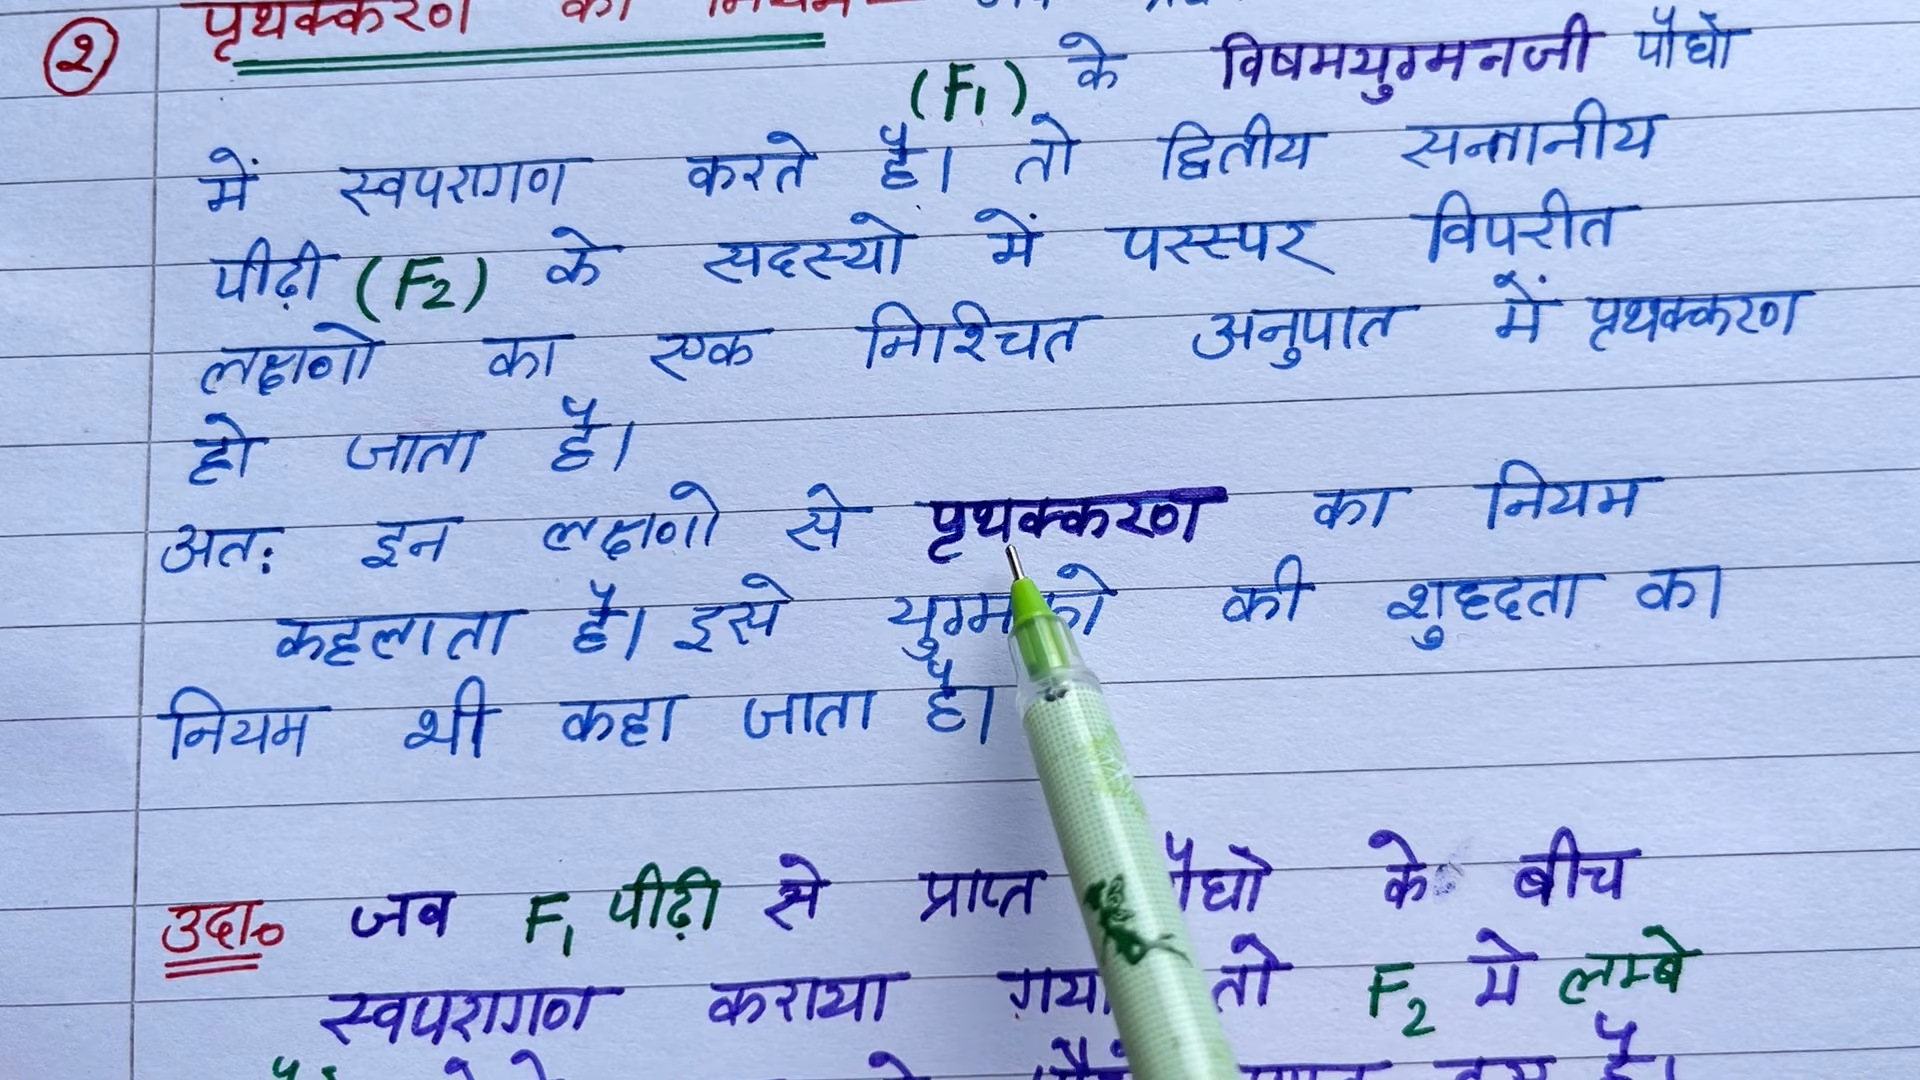 ② पृथक्करण का नियम
(F₁) के विषमयुग्मनजी पौधो
में स्वपरागण करते है। तो द्वितीय सन्तानीय
पीढ़ी (F₂) के सदस्यो में परस्पर विपरीत
लक्षणो का एक निश्चित अनुपात में पृथक्करण
हो जाता है।
अतः इन लक्षणो से पृथक्करण का नियम
कहलाता है। इसे युग्मको की शुद्दता का
नियम भी कहा जाता है।
उदा० जब F₁ पीढ़ी से प्राप्त के बीच
स्वपरागण कराया गया तो F₂ मे लम्बे
है।